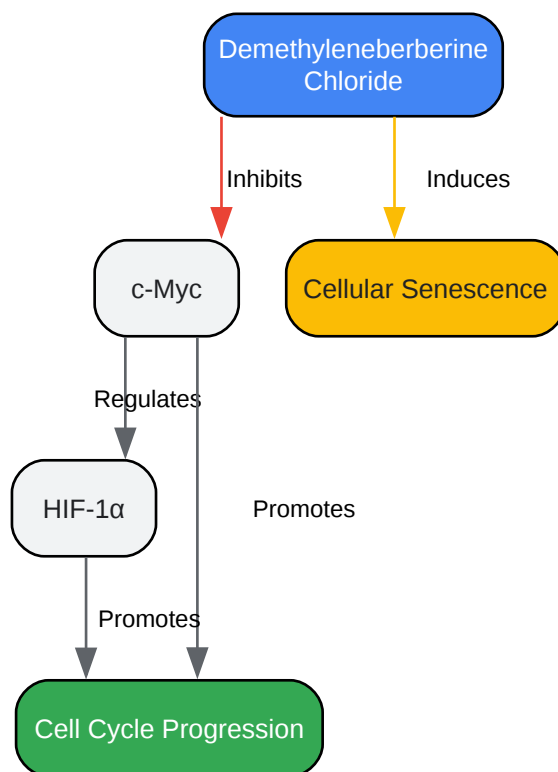 Demethyleneberberine
Chloride
Inhibits
Induces
c-Myc
Cellular Senescence
Regulates
HIF-1α
Promotes
Promotes
Cell Cycle Progression